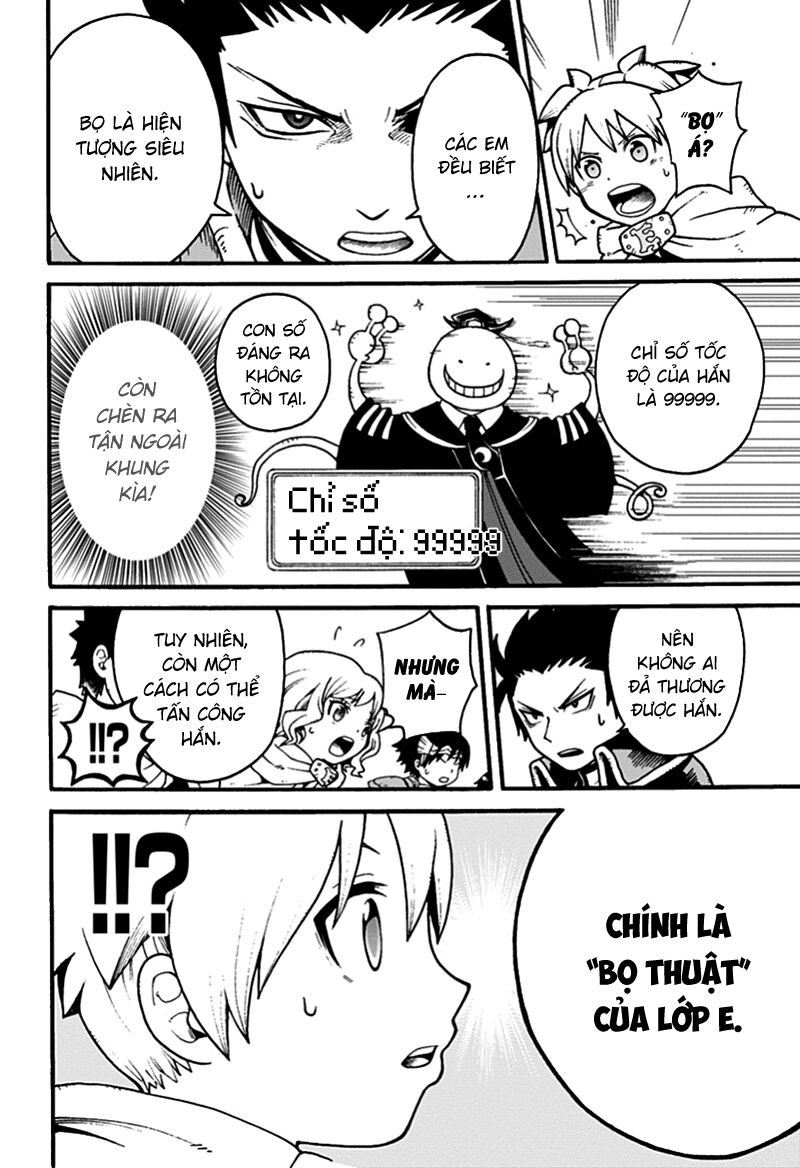 "BỌ"
Á?
CÁC EM
ĐỀU BIẾT
...
BỌ LÀ HIỆN
TƯỢNG SIÊU
NHIÊN.
CHỈ SỐ TỐC
ĐỘ CỦA HẮN
LÀ 99999.
CON SỐ
ĐÁNG RA
KHÔNG
TỒN TẠI.
Chỉ số
tốc độ: 99999
CÒN
CHÈN RA
TẬN NGOÀI
KHUNG
KÌA!
NÊN
KHÔNG AI
ĐẢ THƯƠNG
ĐƯỢC HẮN.
NHƯNG
MÀ–
TUY NHIÊN,
CÒN MỘT
CÁCH CÓ THỂ
TẤN CÔNG
HẮN.
!!?
CHÍNH LÀ
"BỌ THUẬT"
CỦA LỚP E.
!!?